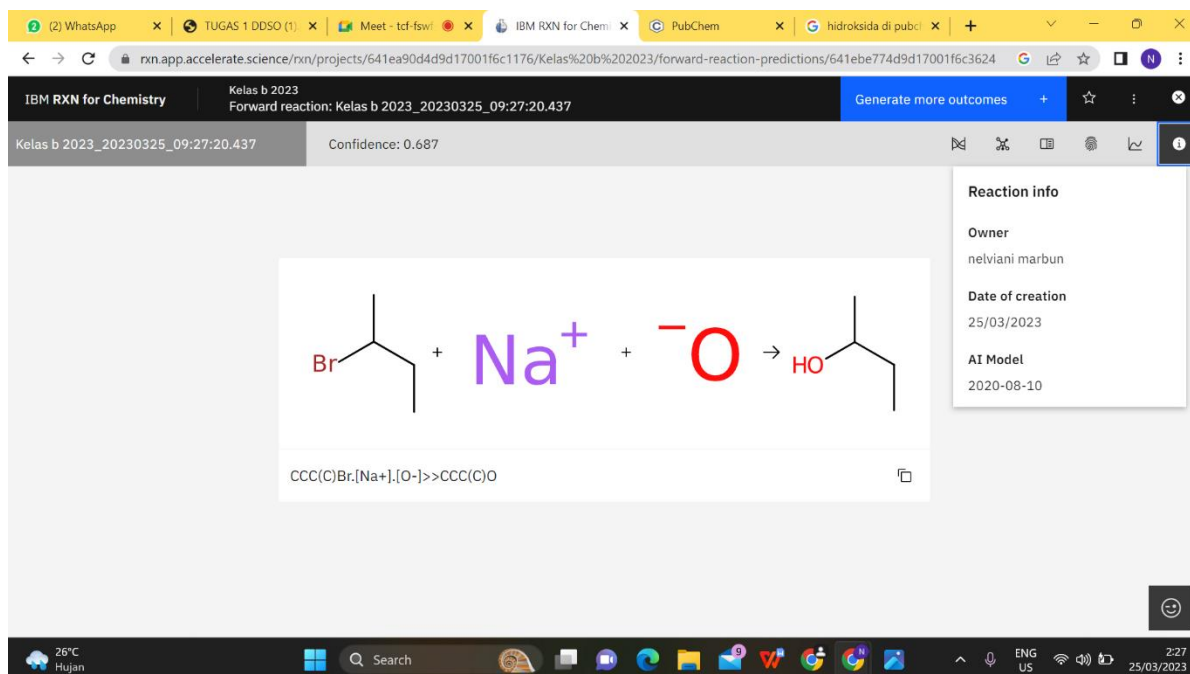 (2) WhatsApp
TUGAS 1 DDSO (1).
Meet - tcf-fswf
IBM RXN for Chemi
PubChem
hidroksida di pubch
rxn.app.accelerate.science/rxn/projects/641ea90d4d9d17001f6c1176/Kelas%20b%202023/forward-reaction-predictions/641ebe774d9d17001f6c3624
N
IBM RXN for Chemistry
Kelas b 2023
Forward reaction: Kelas b 2023_20230325_09:27:20.437
Generate more outcomes +
Kelas b 2023_20230325_09:27:20.437
Confidence: 0.687
Reaction info
Owner
nelviani marbun
Date of creation
25/03/2023
AI Model
2020-08-10
Br + Na+ + −O → HO
CCC(C)Br.[Na+].[O-]>>CCC(C)O
26°C
Hujan
Search
9
ENG
US
2:27
25/03/2023